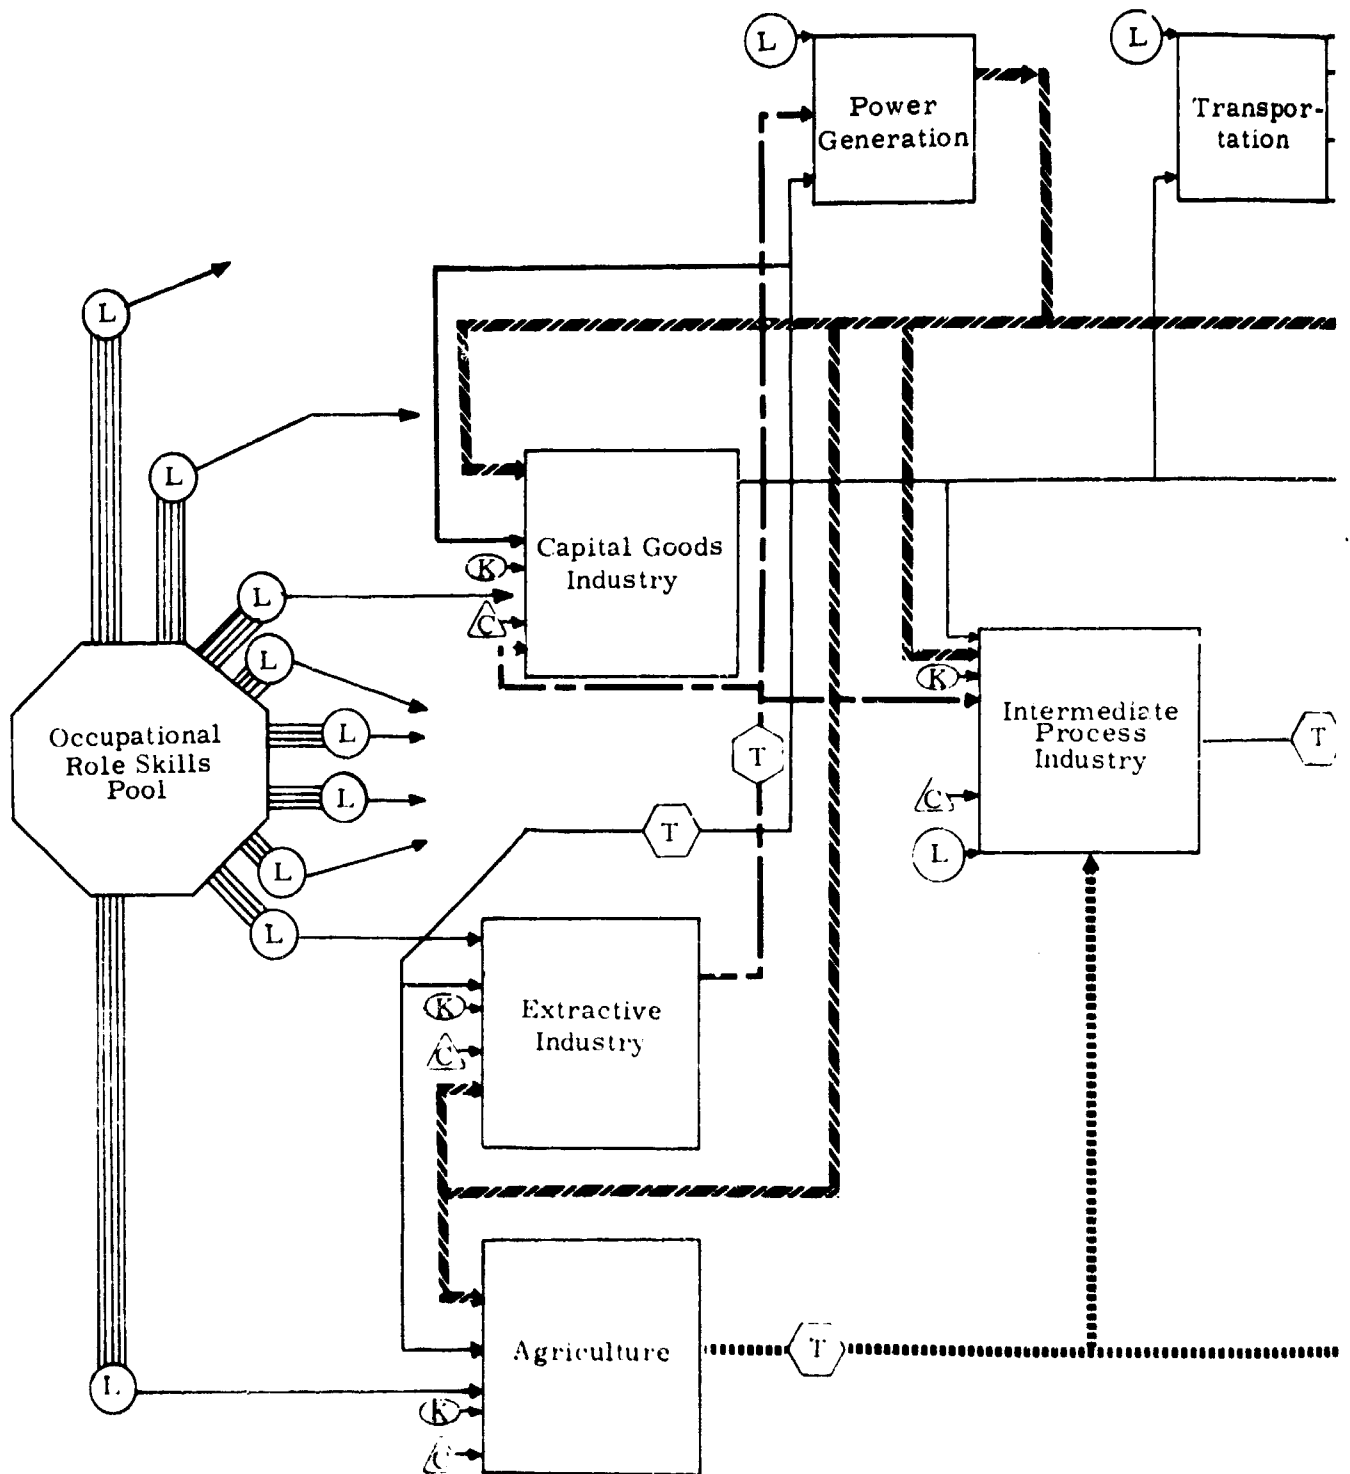 L
L
Power
Generation
Transpor-
tation
L
L
L
L
L
L
L
L
L
Occupational
Role Skills
Pool
Capital Goods
Industry
K
C
T
T
K
C
L
Intermediate
Process
Industry
T
Extractive
Industry
K
C
Agriculture
T
K
C